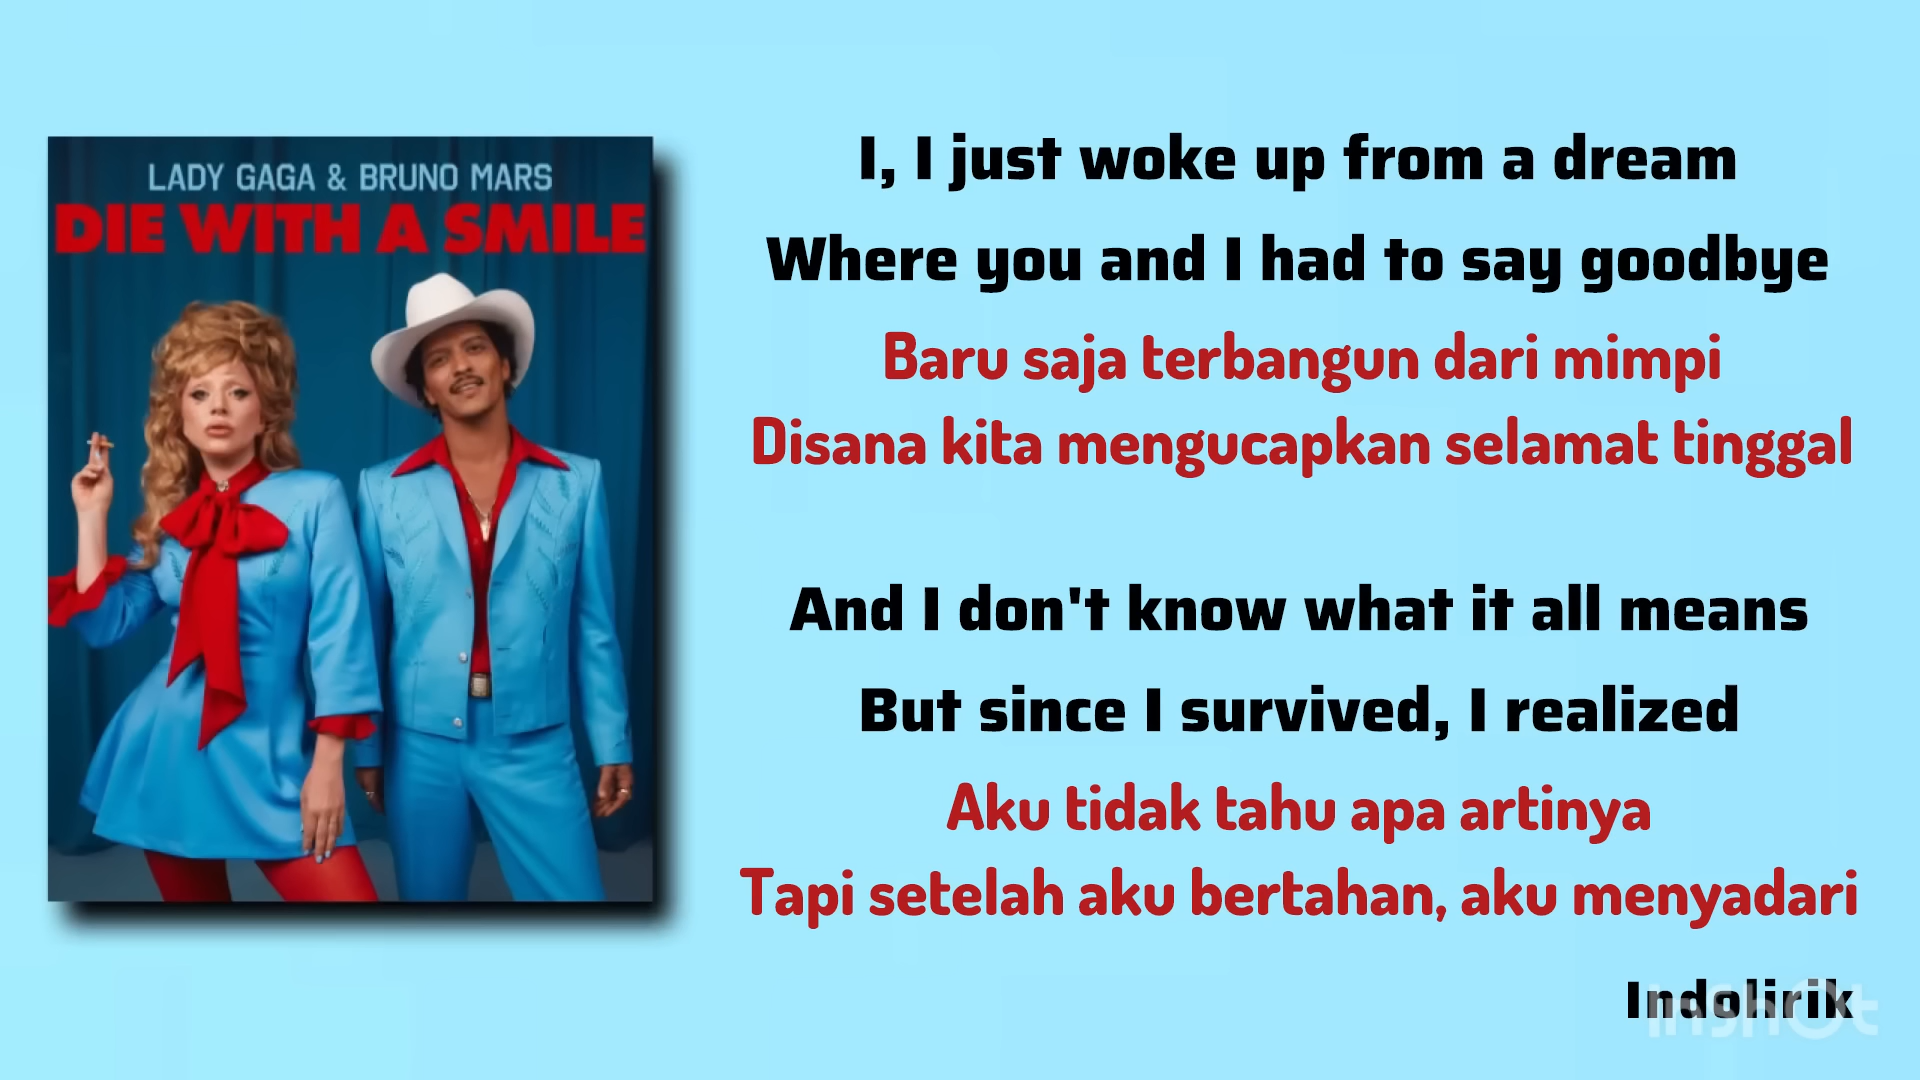 LADY GAGA & BRUNO MARS
DIE WITH A SMILE
I, I just woke up from a dream
Where you and I had to say goodbye
Baru saja terbangun dari mimpi
Disana kita mengucapkan selamat tinggal
And I don't know what it all means
But since I survived, I realized
Aku tidak tahu apa artinya
Tapi setelah aku bertahan, aku menyadari
Indolirik
InShOt